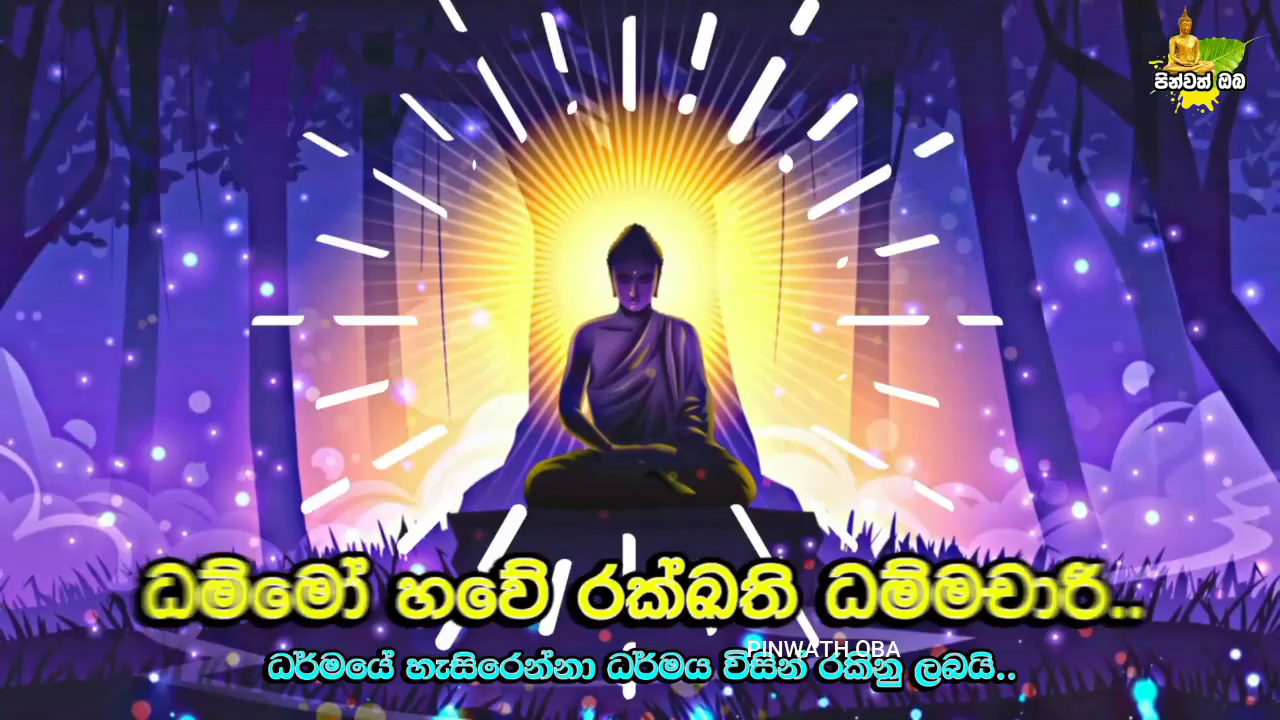 පින්වත් ඔබ
ධම්මෝ හවේ රක්ඛති ධම්මචාරි..
PINWATH OBA
ධර්මයේ හැසිරෙන්නා ධර්මය විසින් රකිනු ලබයි..